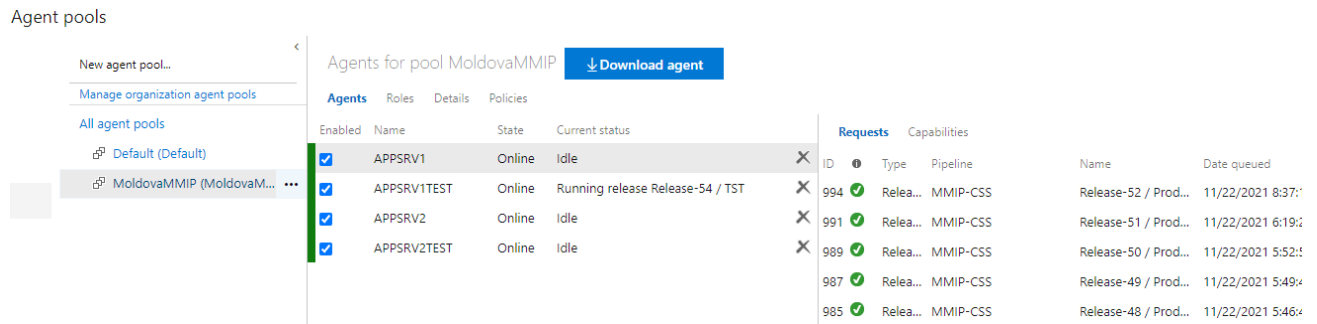 Agent pools
New agent pool...
Manage organization agent pools
All agent pools
Default (Default)
MoldovaMMIP (MoldovaM... •••
Agents for pool MoldovaMMIP Download agent
Agents Roles Details Policies
Enabled Name State Current status
APPSRV1 Online Idle
APPSRV1TEST Online Running release Release-54 / TST
APPSRV2 Online Idle
APPSRV2TEST Online Idle
Requests Capabilities
ID Type Pipeline Name Date queued
994 Relea... MMIP-CSS Release-52 / Prod... 11/22/2021 8:37:
991 Relea... MMIP-CSS Release-51 / Prod... 11/22/2021 6:19:
989 Relea... MMIP-CSS Release-50 / Prod... 11/22/2021 5:52:
987 Relea... MMIP-CSS Release-49 / Prod... 11/22/2021 5:49:
985 Relea... MMIP-CSS Release-48 / Prod... 11/22/2021 5:46: